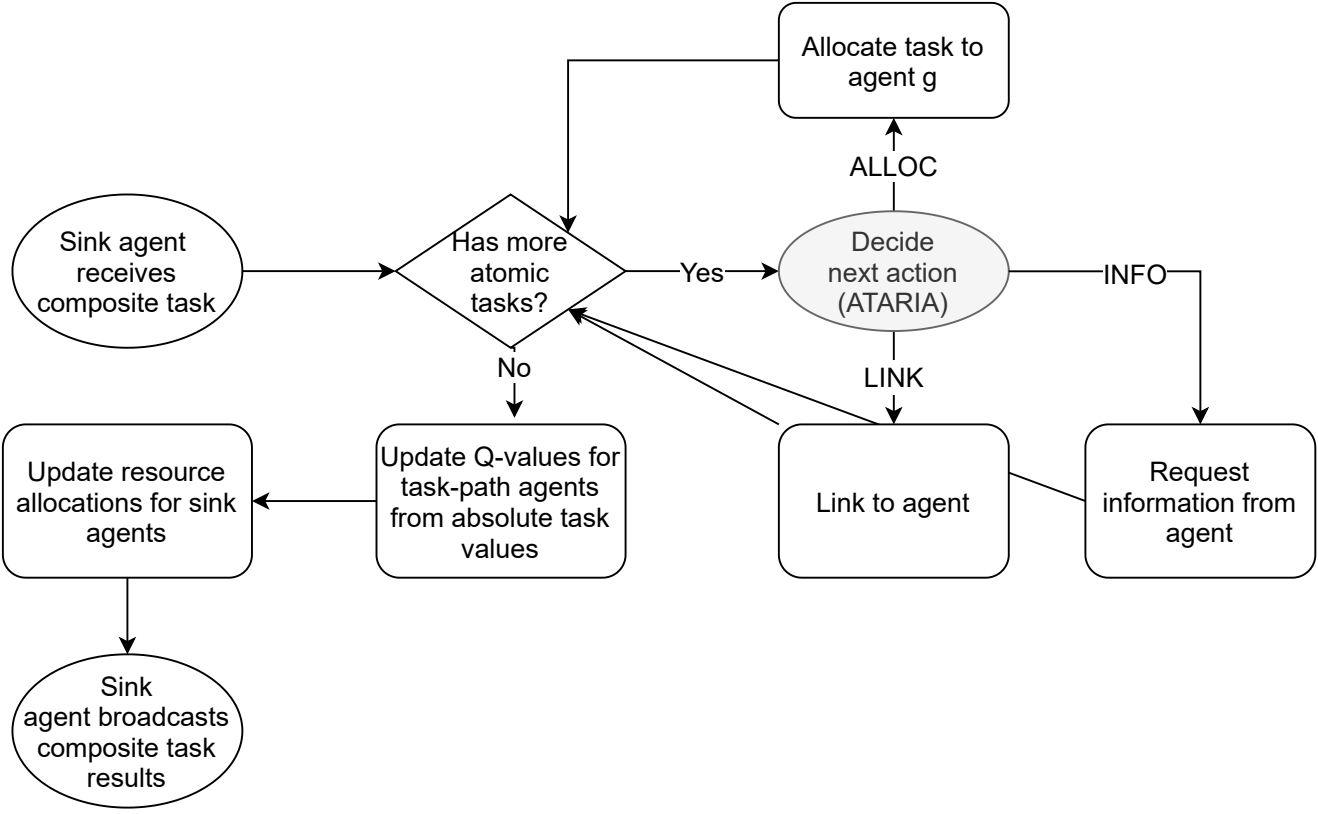 Allocate task to
agent g
ALLOC
Sink agent
receives
composite task
Has more
atomic
tasks?
Yes
Decide
next action
(ATARIA)
INFO
No
LINK
Update resource
allocations for sink
agents
Update Q-values for
task-path agents
from absolute task
values
Link to agent
Request
information from
agent
Sink
agent broadcasts
composite task
results